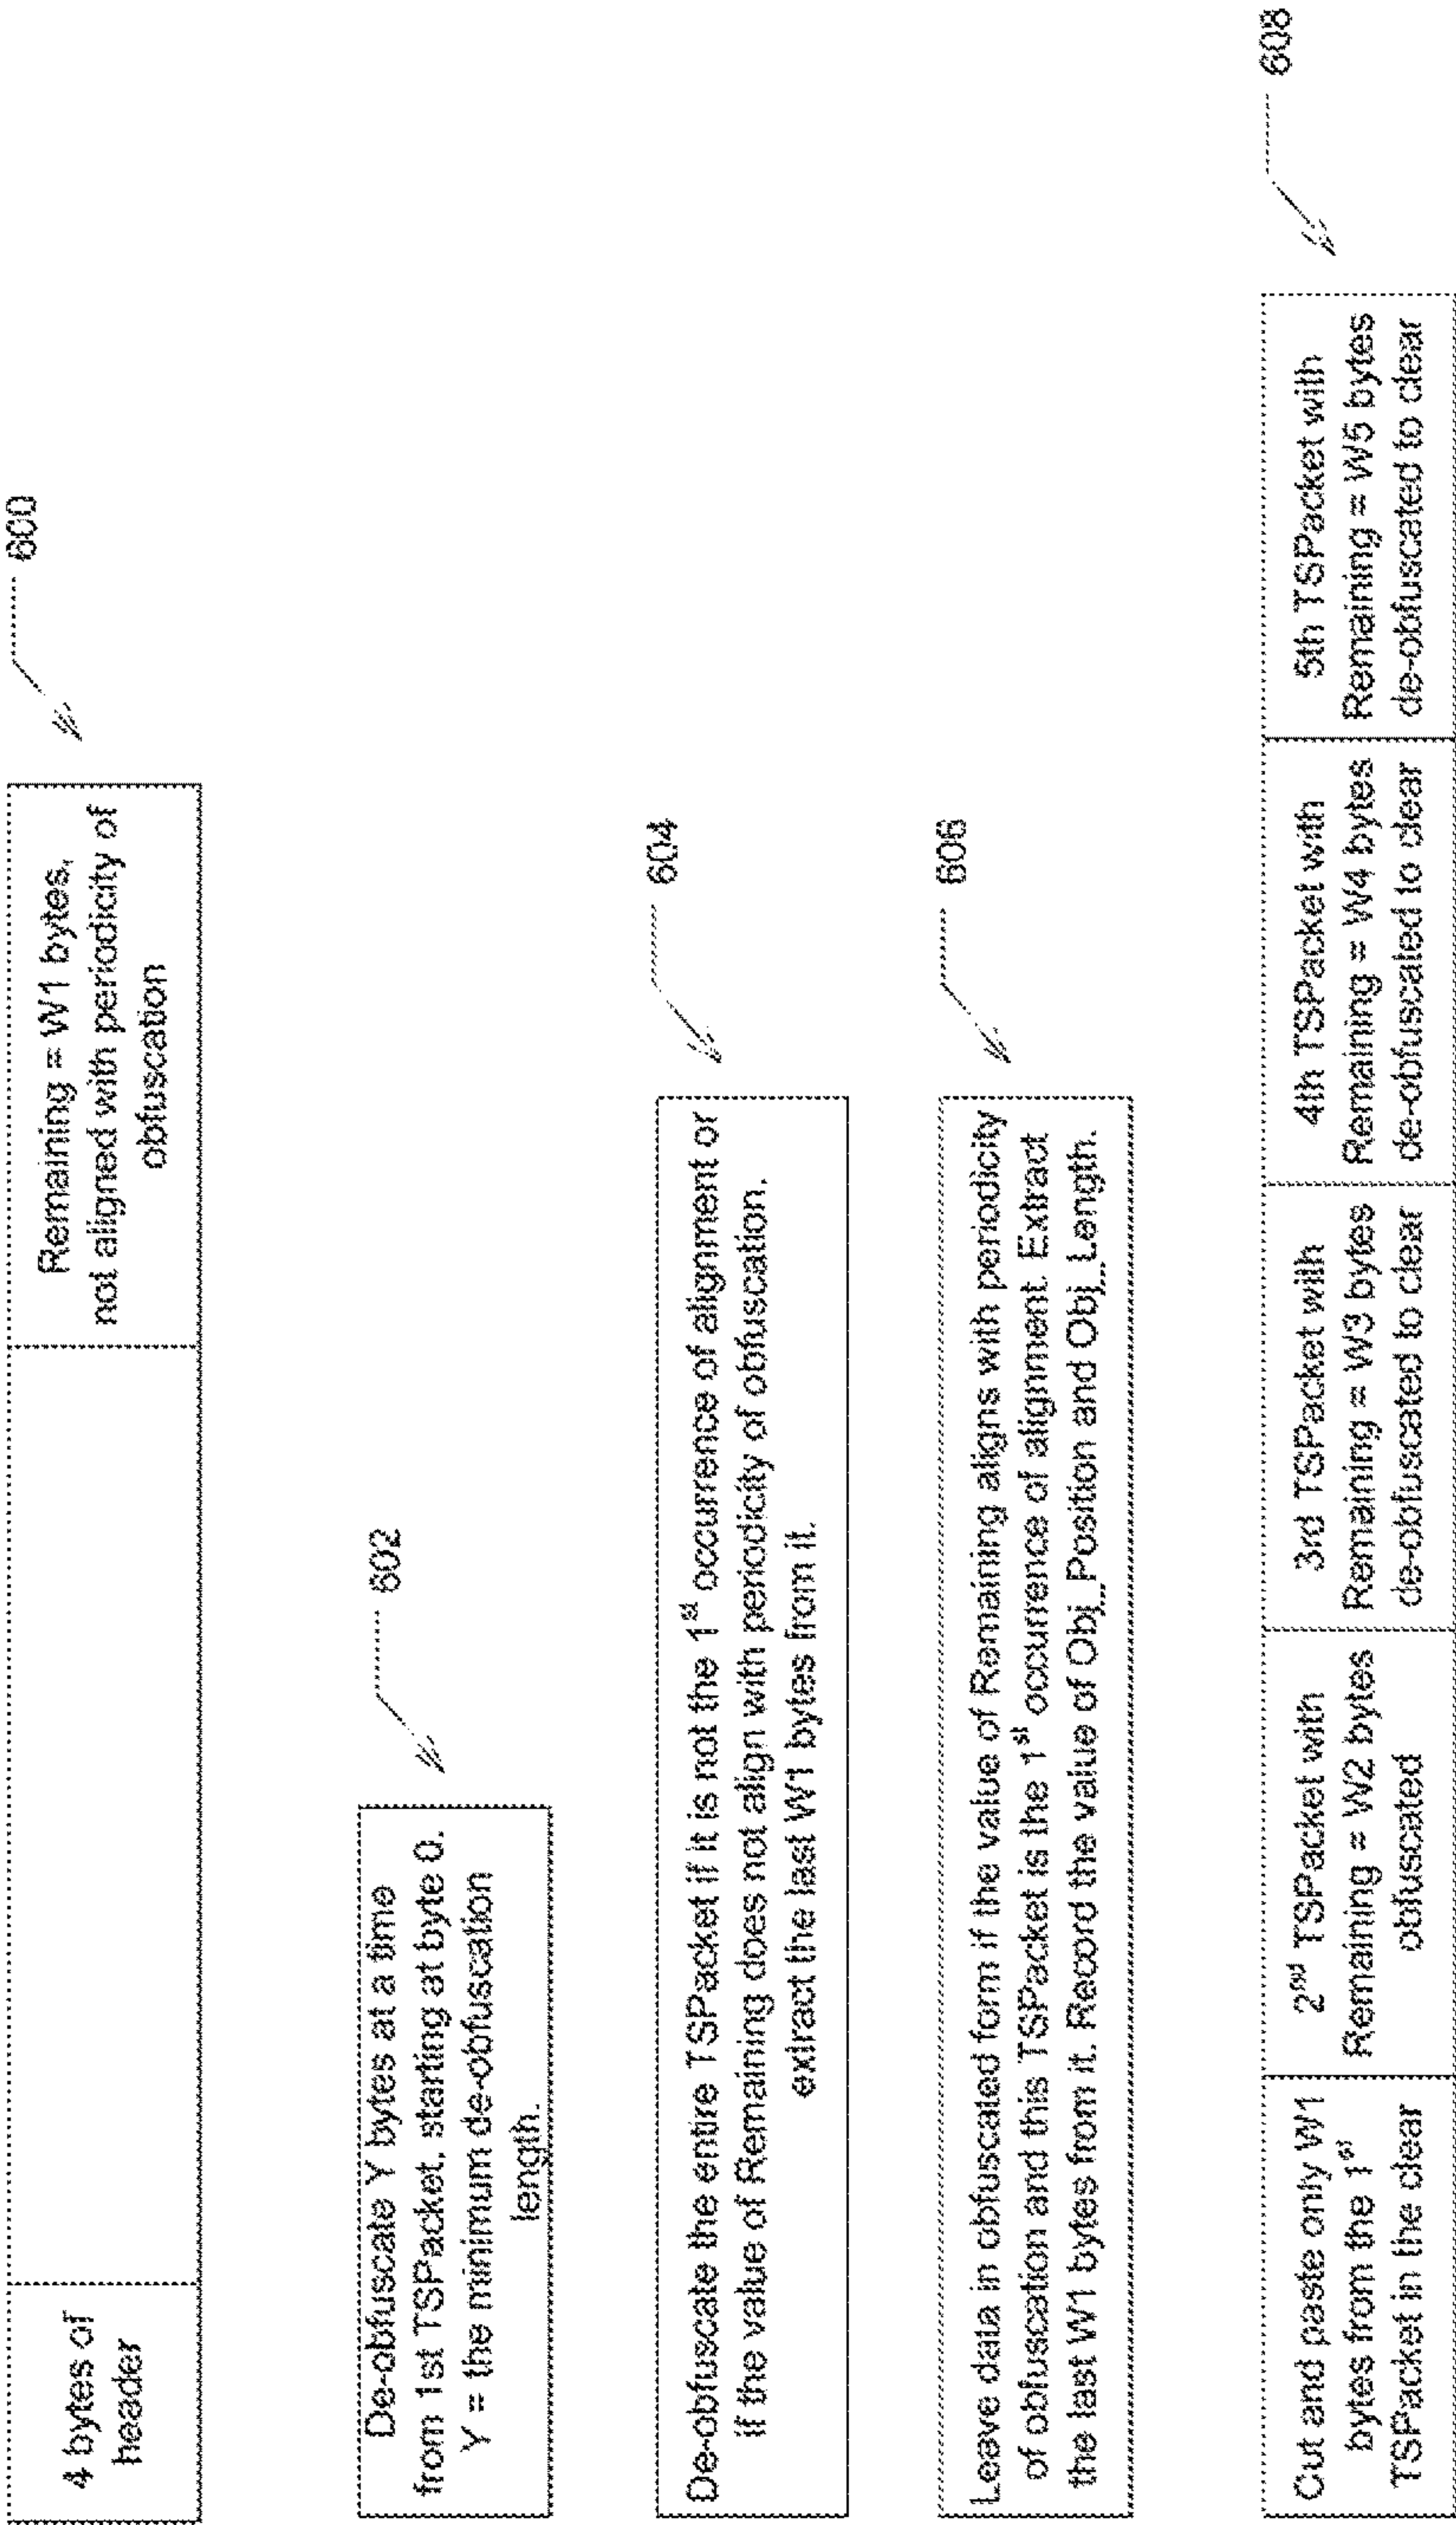 4 bytes of
header
Remaining = W1 bytes,
not aligned with periodicity of
obfuscation
600
De-obfuscate Y bytes at a time
from 1st TSPacket, starting at byte 0.
Y = the minimum de-obfuscation
length.
602
De-obfuscate the entire TSPacket if it is not the 1st occurrence of alignment or
if the value of Remaining does not align with periodicity of obfuscation.
extract the last W1 bytes from it.
604
Leave data in obfuscated form if the value of Remaining aligns with periodicity
of obfuscation and this TSPacket is the 1st occurrence of alignment. Extract
the last W1 bytes from it. Record the value of Obj_Position and Obj_Length.
606
Cut and paste only W1
bytes from the 1st
TSPacket in the clear
2nd TSPacket with
Remaining = W2 bytes
obfuscated
3rd TSPacket with
Remaining = W3 bytes
de-obfuscated to clear
4th TSPacket with
Remaining = W4 bytes
de-obfuscated to clear
5th TSPacket with
Remaining = W5 bytes
de-obfuscated to clear
608